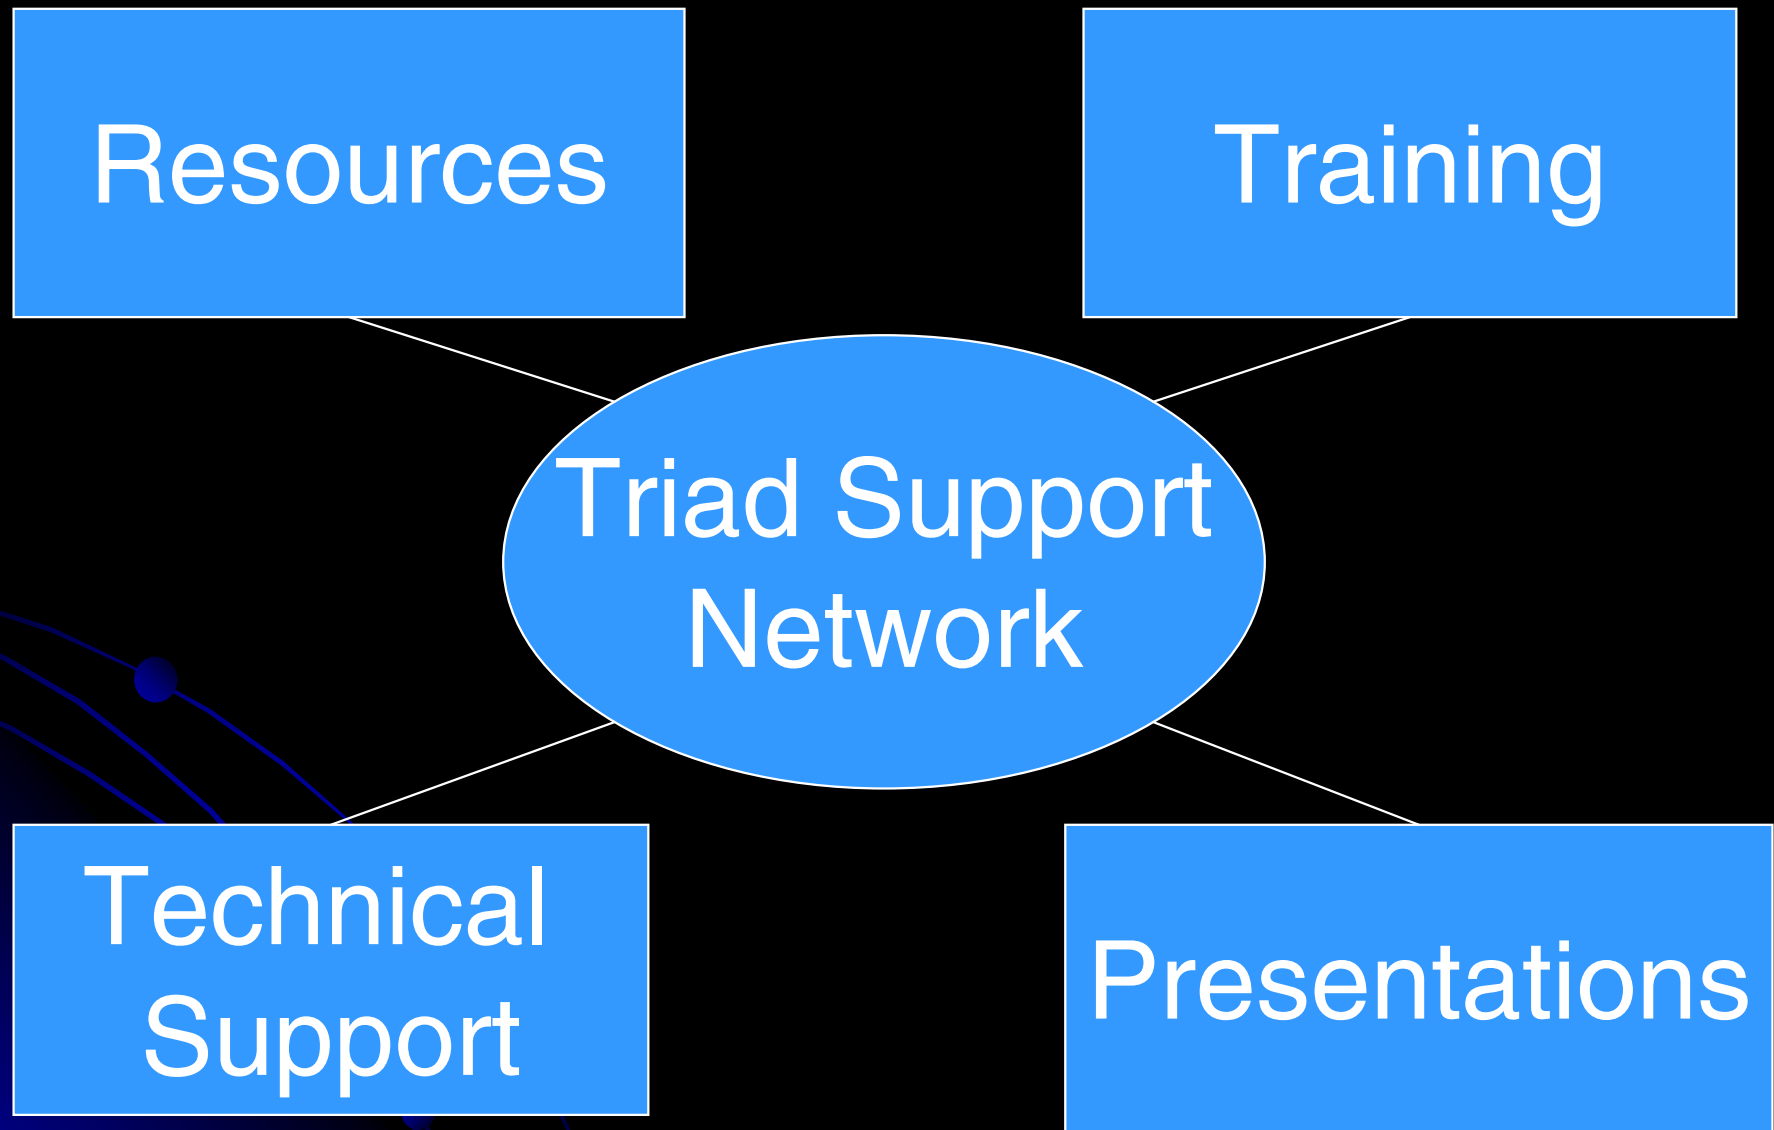 Resources
Training
Triad Support
Network
Technical
Support
Presentations